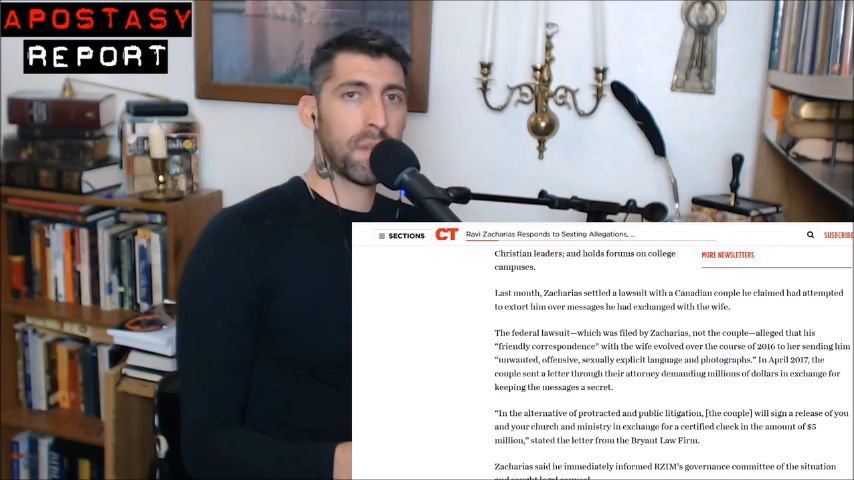 APOSTASY
REPORT
SECTIONS
CT
Ravi Zacharias Responds to Sexting Allegations, ...
SUBSCRIBE
Christian leaders; and holds forums on college
campuses.
MORE NEWSLETTERS
Last month, Zacharias settled a lawsuit with a Canadian couple he claimed had attempted
to extort him over messages he had exchanged with the wife.
The federal lawsuit—which was filed by Zacharias, not the couple—alleged that his
“friendly correspondence” with the wife evolved over the course of 2016 to her sending him
“unwanted, offensive, sexually explicit language and photographs.” In April 2017, the
couple sent a letter through their attorney demanding millions of dollars in exchange for
keeping the messages a secret.
“In the alternative of protracted and public litigation, [the couple] will sign a release of you
and your church and ministry in exchange for a certified check in the amount of $5
million,” stated the letter from the Bryant Law Firm.
Zacharias said he immediately informed RZIM’s governance committee of the situation
and sought legal counsel.